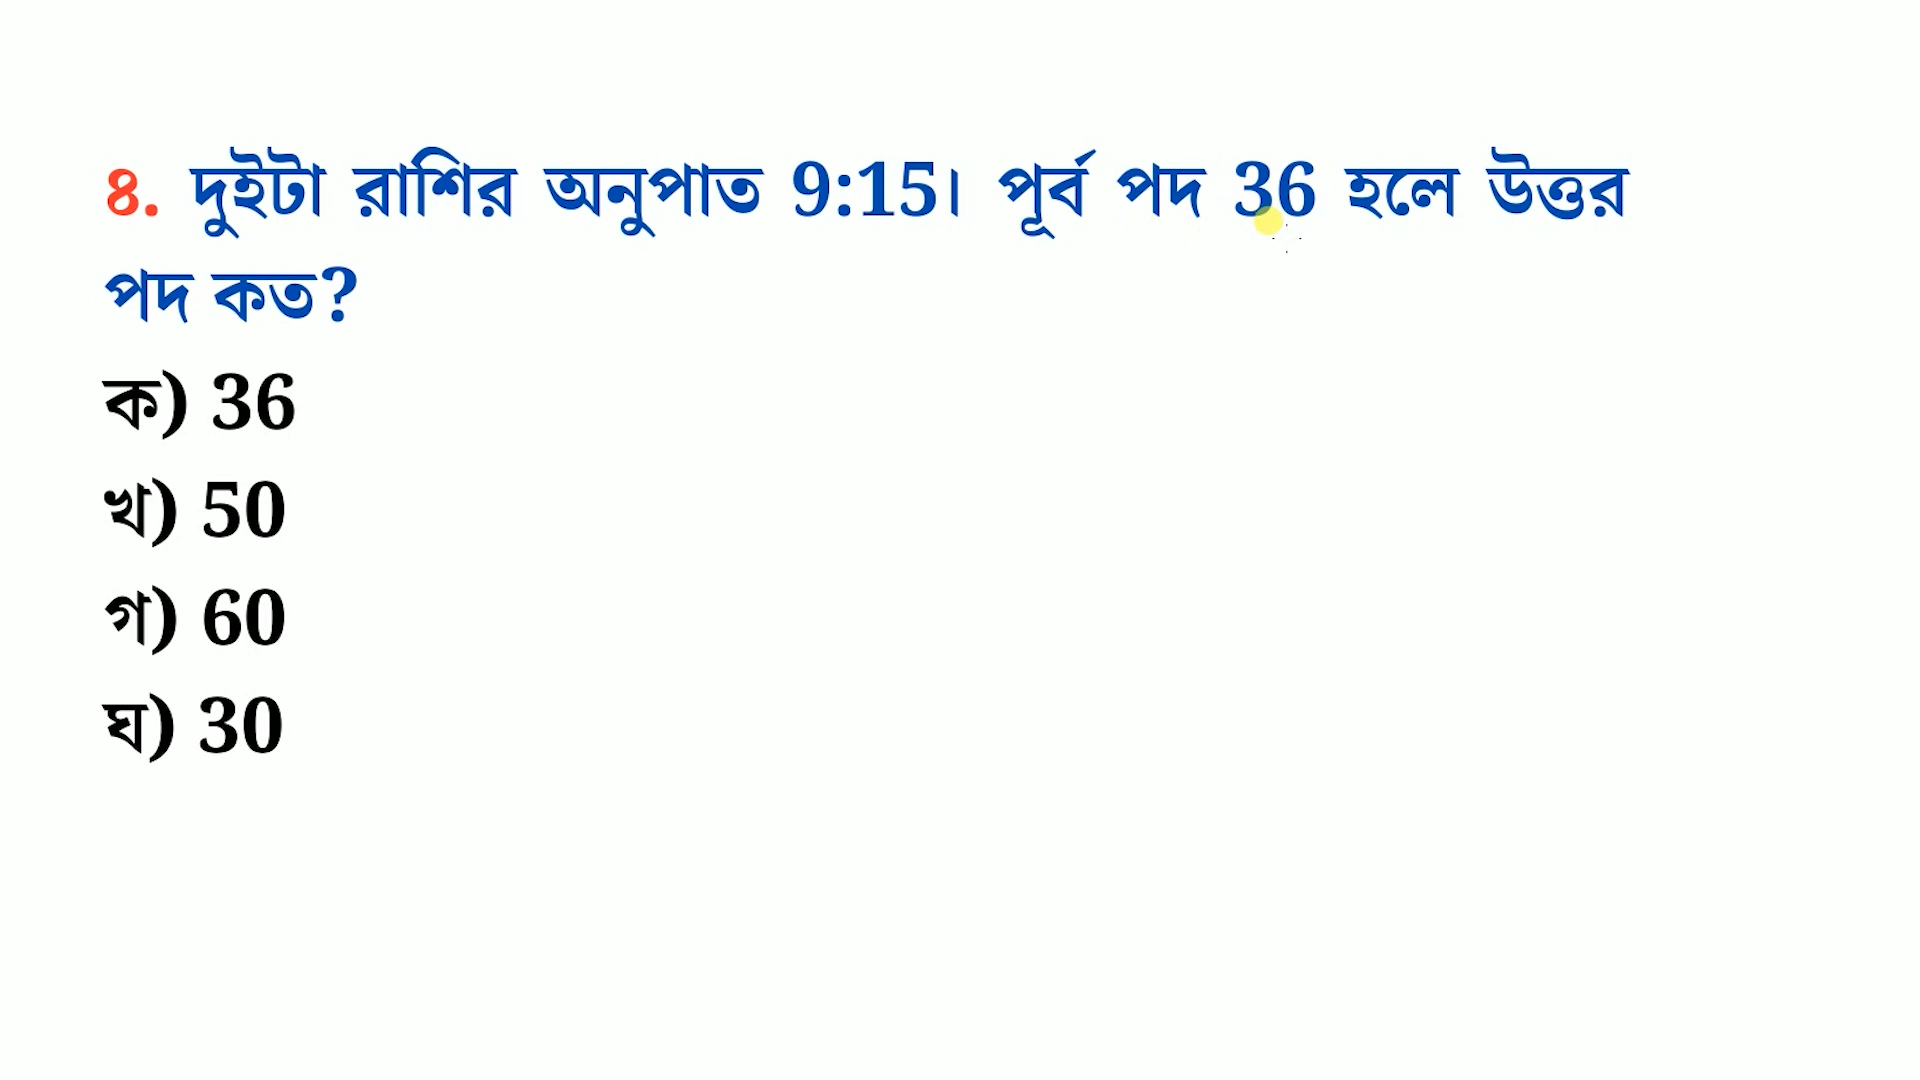 ৪. দুইটা রাশির অনুপাত 9:15। পূর্ব পদ 36 হলে উত্তর
পদ কত?
ক) 36
খ) 50
গ) 60
ঘ) 30